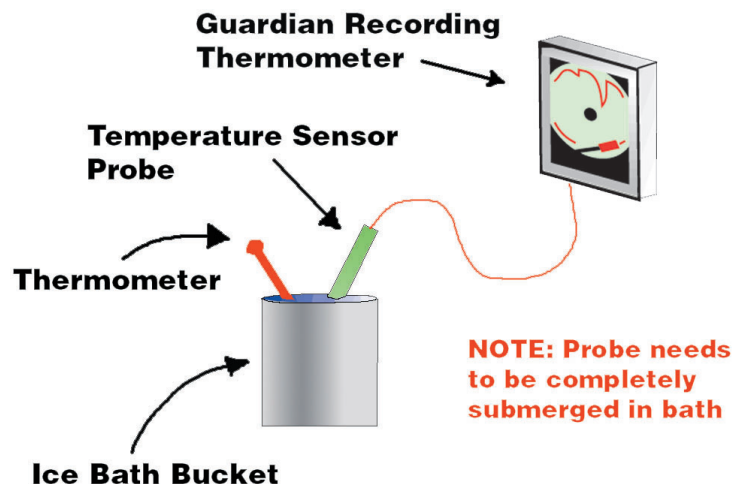 Guardian Recording
Thermometer
Temperature Sensor
Probe
Thermometer
Ice Bath Bucket
NOTE: Probe needs
to be completely
submerged in bath